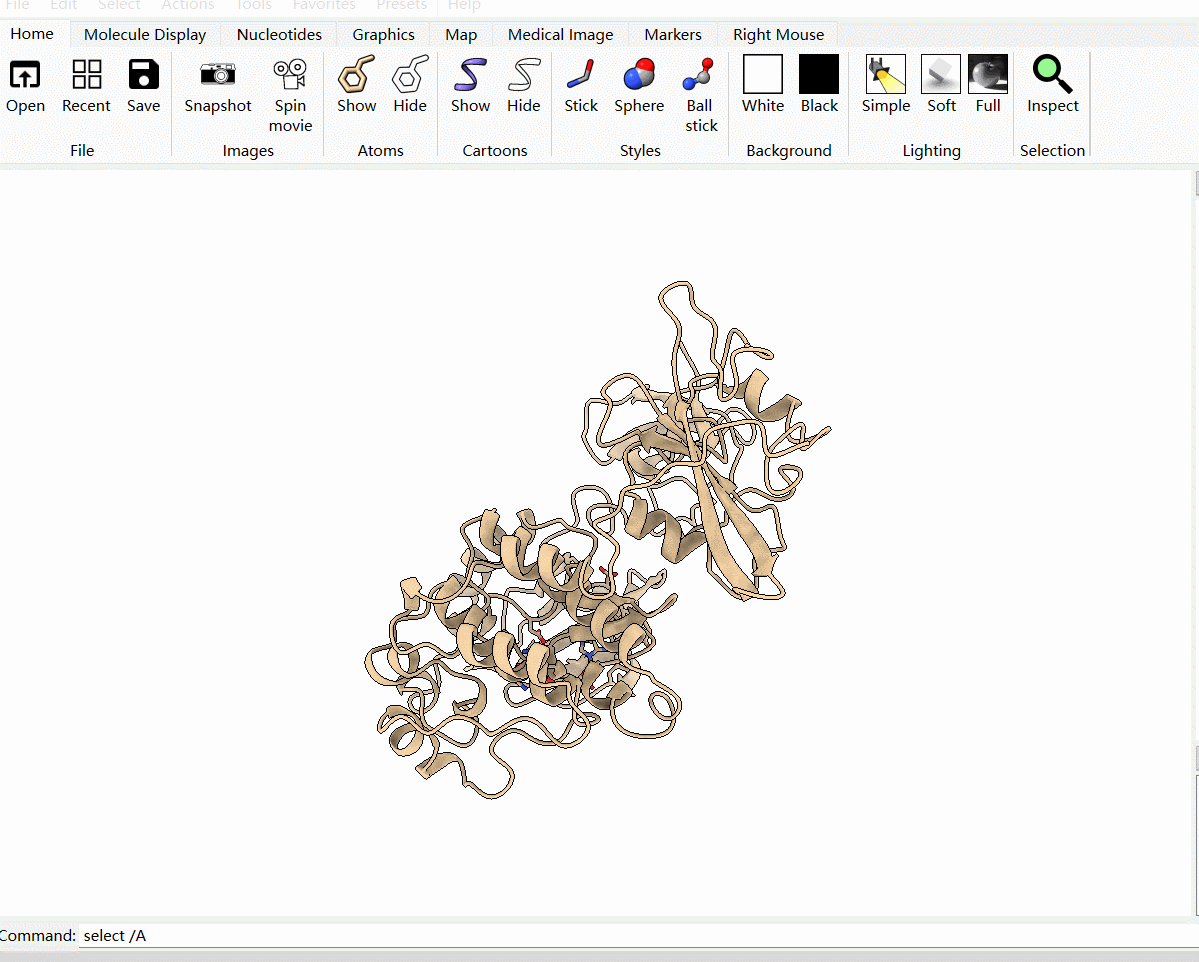 File Edit Select Actions Tools Favorites Presets Help
Home Molecule Display Nucleotides Graphics Map Medical Image Markers Right Mouse
Open Recent Save Snapshot Spin movie Show Hide Show Hide Stick Sphere Ball stick White Black Simple Soft Full Inspect
File Images Atoms Cartoons Styles Background Lighting Selection
Command: select /A